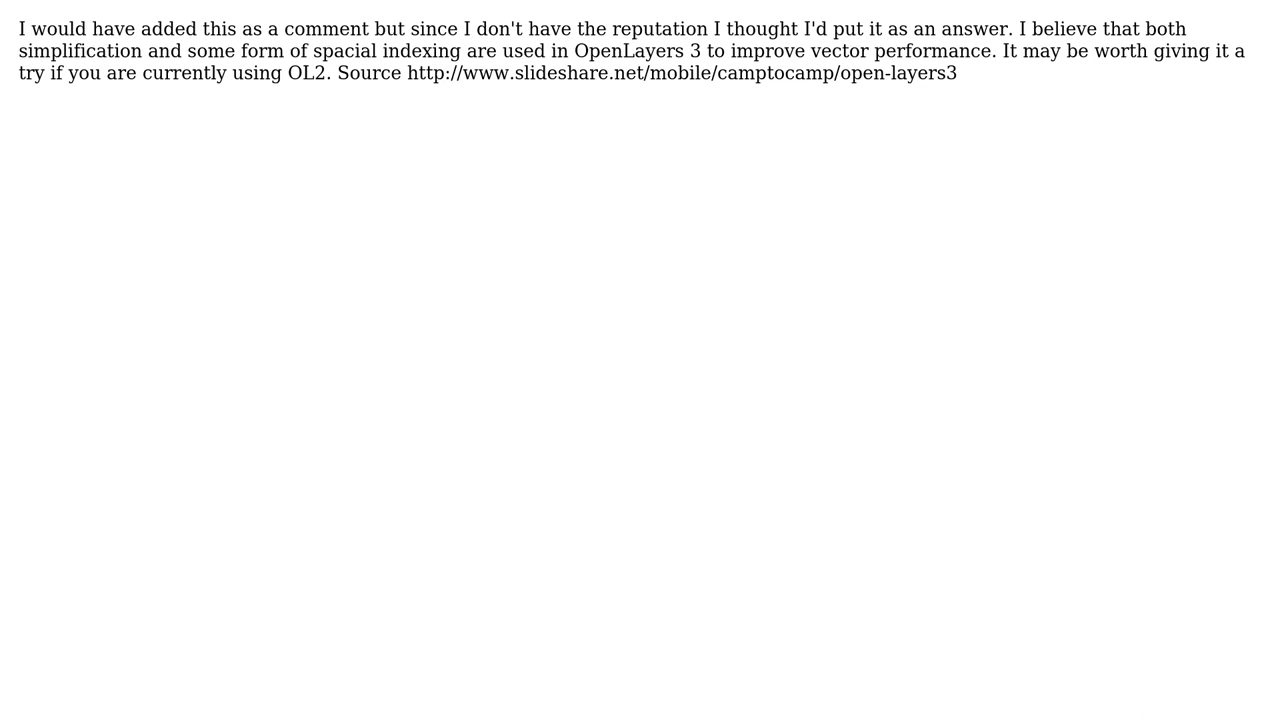 I would have added this as a comment but since I don't have the reputation I thought I'd put it as an answer. I believe that both
simplification and some form of spacial indexing are used in OpenLayers 3 to improve vector performance. It may be worth giving it a
try if you are currently using OL2. Source http://www.slideshare.net/mobile/camptocamp/open-layers3